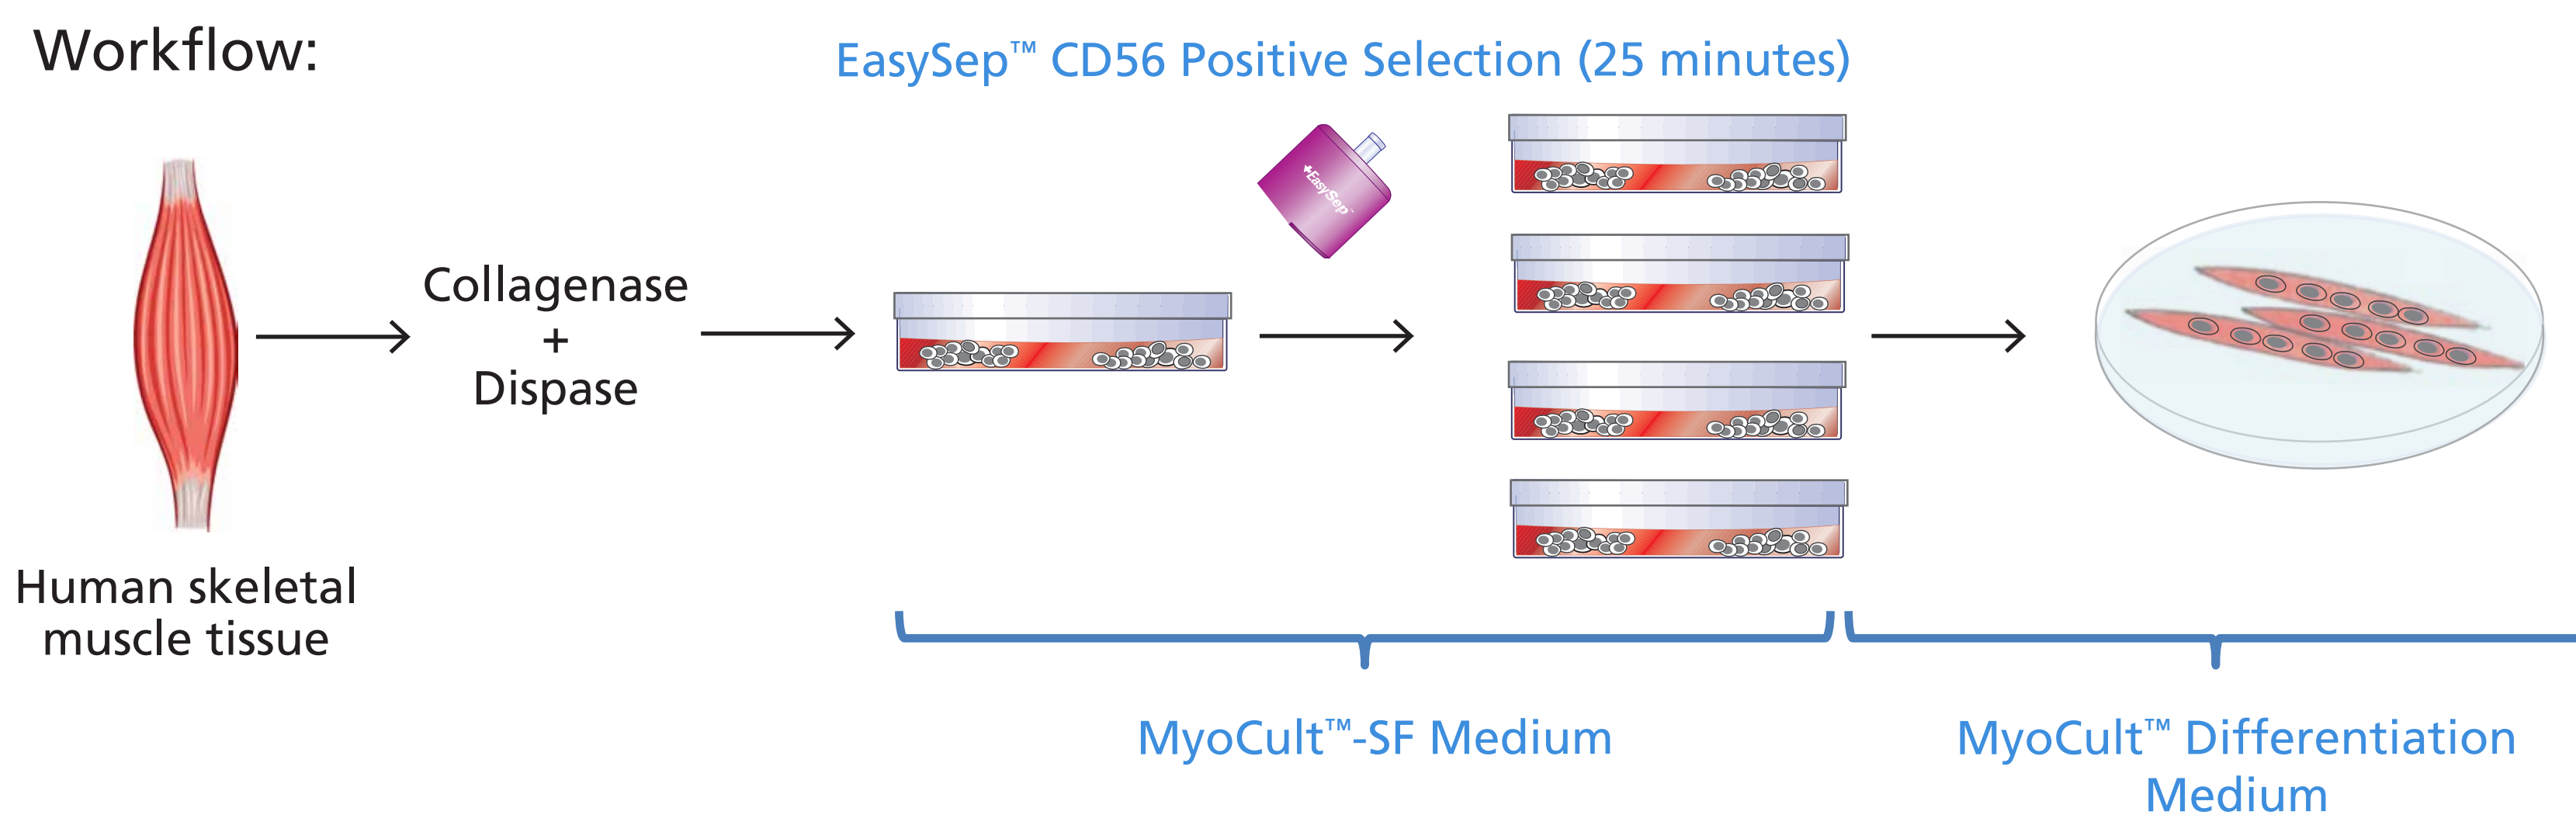 Workflow:
EasySep™ CD56 Positive Selection (25 minutes)
EasySep™
Collagenase
+
Dispase
Human skeletal
muscle tissue
MyoCult™-SF Medium
MyoCult™ Differentiation
Medium